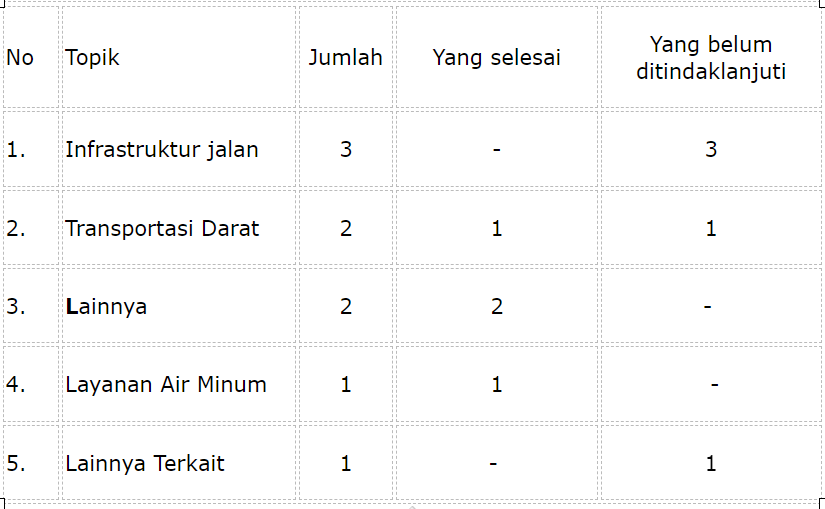 No Topik Jumlah Yang selesai Yang belum
ditindaklanjuti
1. Infrastruktur jalan 3 - 3
2. Transportasi Darat 2 1 1
3. Lainnya 2 2 -
4. Layanan Air Minum 1 1 -
5. Lainnya Terkait 1 - 1